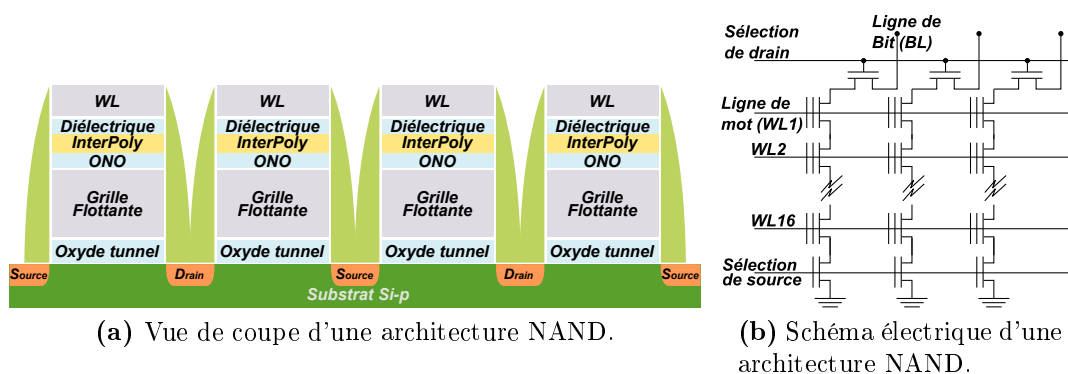 WL
Diélectrique
InterPoly
ONO
Grille
Flottante
Oxyde tunnel
WL
Diélectrique
InterPoly
ONO
Grille
Flottante
Oxyde tunnel
WL
Diélectrique
InterPoly
ONO
Grille
Flottante
Oxyde tunnel
WL
Diélectrique
InterPoly
ONO
Grille
Flottante
Oxyde tunnel
Source
Drain
Source
Drain
Source
Substrat Si-p
(a) Vue de coupe d'une architecture NAND.
Sélection
de drain
Ligne de
Bit (BL)
Ligne de
mot (WL1)
WL2
WL16
Sélection
de source
(b) Schéma électrique d'une
architecture NAND.